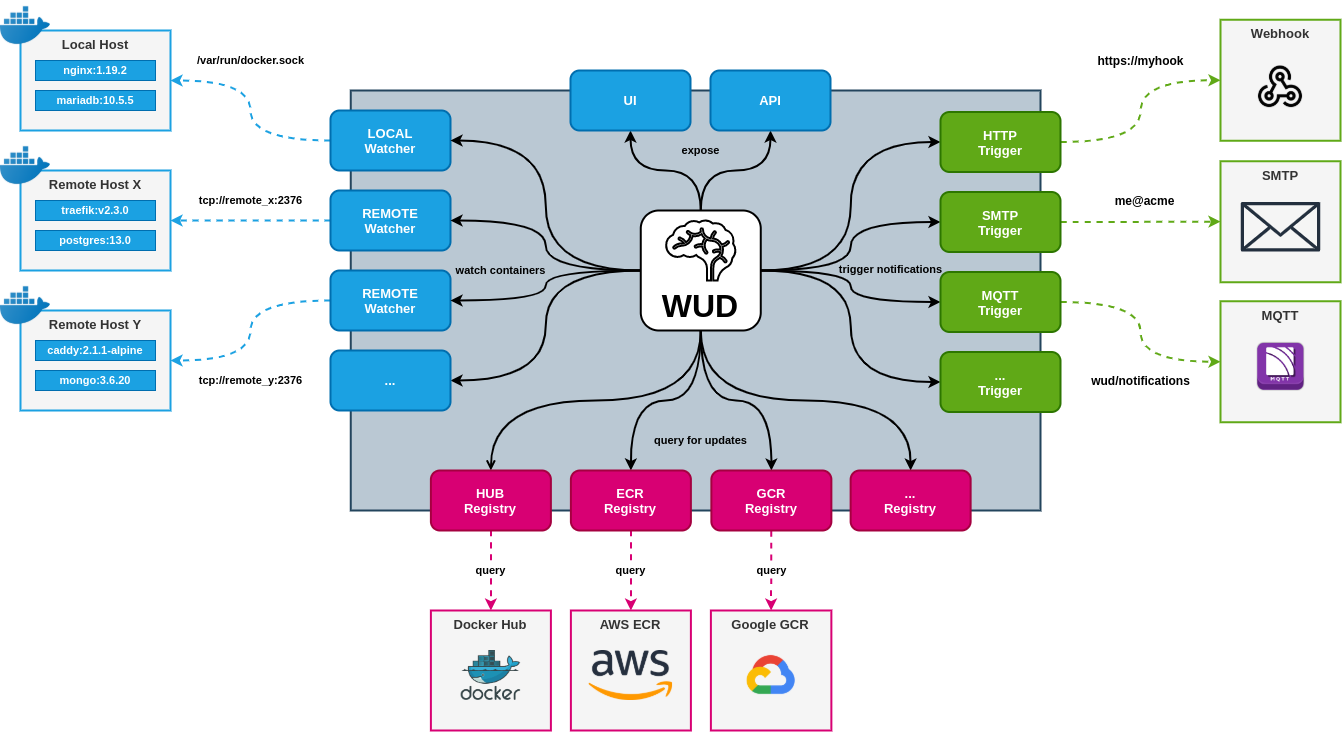 Local Host
nginx:1.19.2
mariadb:10.5.5
/var/run/docker.sock
Remote Host X
traefik:v2.3.0
postgres:13.0
tcp://remote_x:2376
Remote Host Y
caddy:2.1.1-alpine
mongo:3.6.20
tcp://remote_y:2376
LOCAL
Watcher
REMOTE
Watcher
REMOTE
Watcher
...
watch containers
UI
API
expose
WUD
trigger notifications
query for updates
HTTP
Trigger
SMTP
Trigger
MQTT
Trigger
...
Trigger
https://myhook
me@acme
wud/notifications
Webhook
SMTP
MQTT
MQTT
HUB
Registry
ECR
Registry
GCR
Registry
...
Registry
query
query
query
Docker Hub
docker
AWS ECR
aws
Google GCR